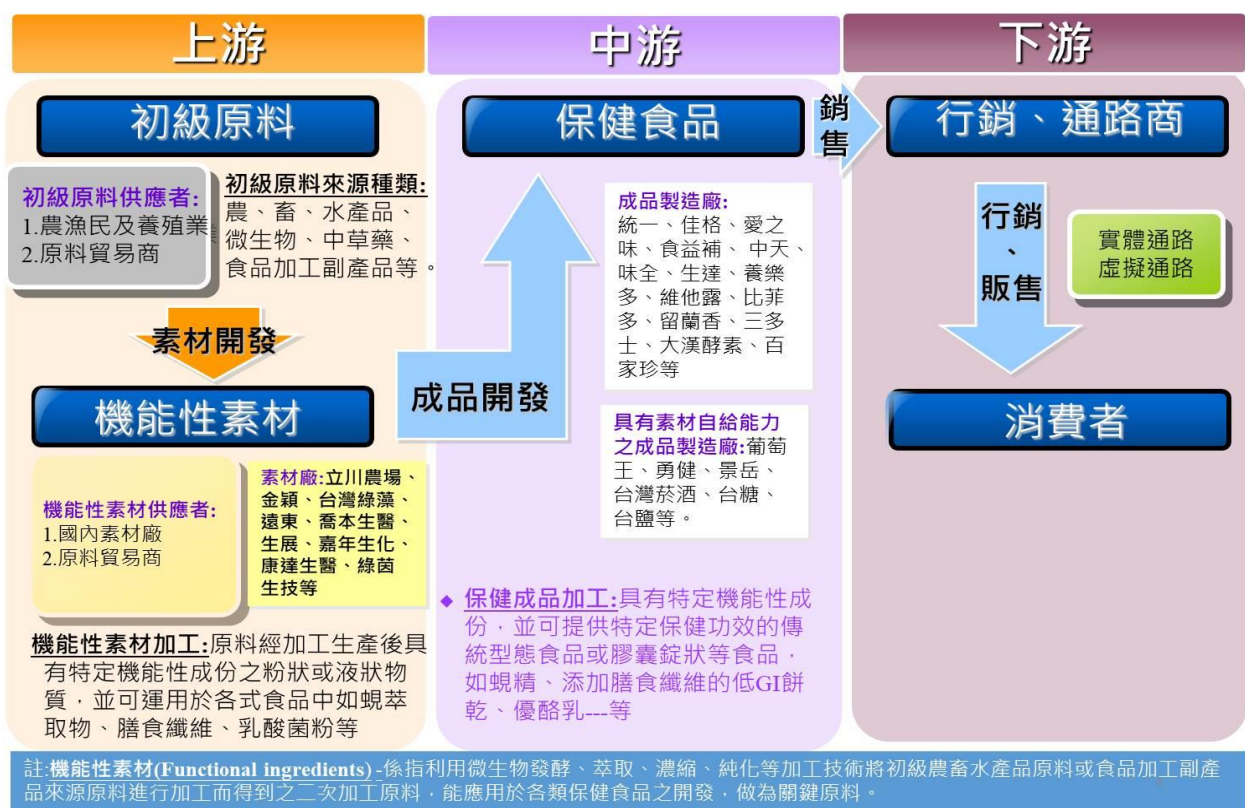 上游
初級原料
初級原料供應者:
1.農漁民及養殖業
2.原料貿易商
初級原料來源種類:
農、畜、水產品、
微生物、中草藥、
食品加工副產品等。
素材開發
機能性素材
機能性素材供應者:
1.國內素材廠
2.原料貿易商
素材廠:立川農場、
金穎、台灣綠藻、
遠東、喬本生醫、
生展、嘉年生化、
康達生醫、綠茵
生技等
機能性素材加工:原料經加工生產後具
有特定機能性成份之粉狀或液狀物
質，並可運用於各式食品中如蜆萃
取物、膳食纖維、乳酸菌粉等
成品開發
中游
保健食品
成品製造廠:
統一、佳格、愛之
味、食益補、中天、
味全、生達、養樂
多、維他露、比菲
多、留蘭香、三多
士、大漢酵素、百
家珍等
具有素材自給能力
之成品製造廠:葡萄
王、勇健、景岳、
台灣菸酒、台糖、
台鹽等。
◆ 保健成品加工:具有特定機能性成
份，並可提供特定保健功效的傳
統型態食品或膠囊錠狀等食品，
如蜆精、添加膳食纖維的低GI餅
乾、優酪乳---等
銷
售
下游
行銷、通路商
行銷
、
販售
實體通路
虛擬通路
消費者
註:機能性素材(Functional ingredients) -係指利用微生物發酵、萃取、濃縮、純化等加工技術將初級農畜水產品原料或食品加工副產
品來源原料進行加工而得到之二次加工原料，能應用於各類保健食品之開發，做為關鍵原料。